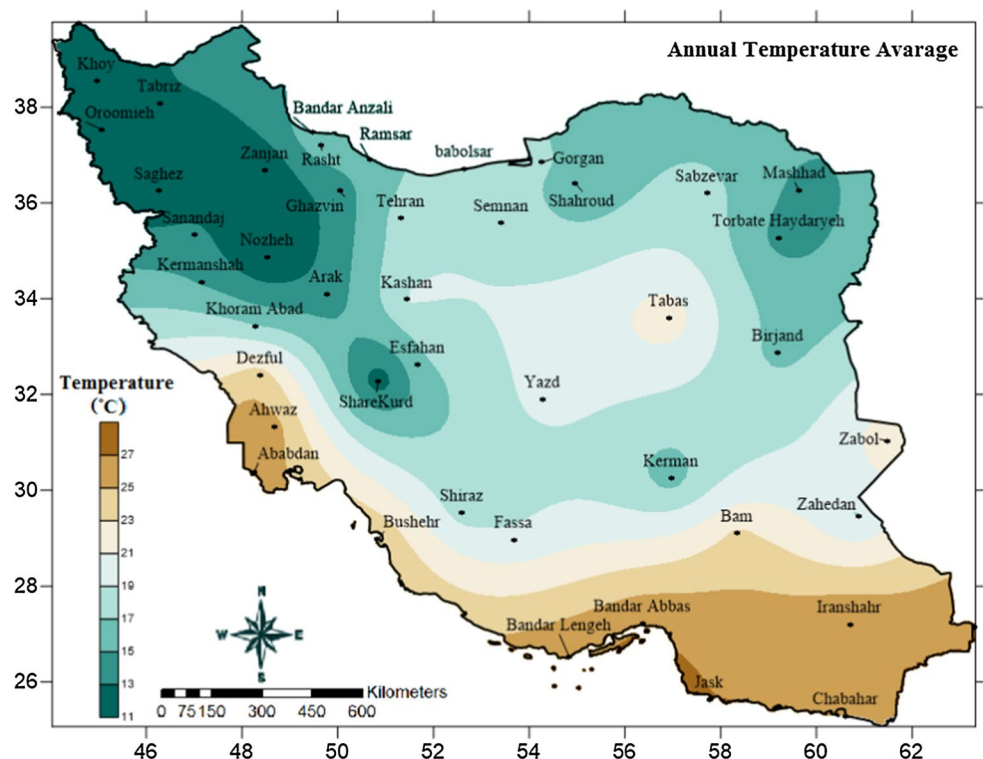 Annual Temperature Avarage
38
36
34
32
30
28
26
46
48
50
52
54
56
58
60
62
Khoy
Tabriz
Oroomieh
Bandar Anzali
Ramsar
Zanjan
Rasht
babolsar
Gorgan
Saghez
Ghazvin
Tehran
Semnan
Shahroud
Sabzevar
Mashhad
Sanandaj
Nozheh
Torbate Haydaryeh
Kermanshah
Arak
Kashan
Tabas
Khoram Abad
Birjand
Esfahan
Dezful
ShareKurd
Yazd
Ahwaz
Zabol
Ababdan
Kerman
Shiraz
Fassa
Bushehr
Bam
Zahedan
Bandar Abbas
Bandar Lengeh
Iranshahr
Jask
Chabahar
Temperature
(°C)
27
25
23
21
19
17
15
13
11
N
W E
S
Kilometers
0 75 150 300 450 600